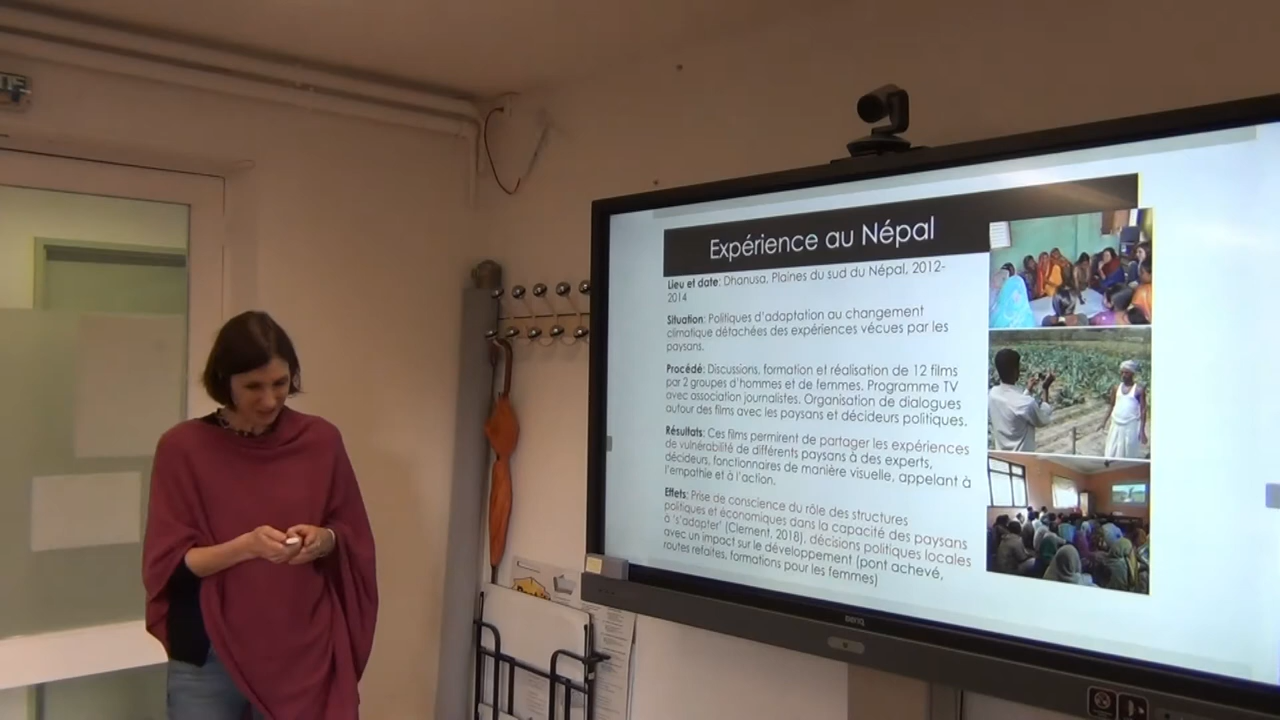 Expérience au Népal
Lieu et date: Dhanusa, Plaines du sud du Népal, 2012-
2014
Situation: Politiques d'adaptation au changement
climatique détachées des expériences vécues par les
paysans.
Procédé: Discussions, formation et réalisation de 12 films
par 2 groupes d'hommes et de femmes. Programme TV
avec association journalistes. Organisation de dialogues
autour des films avec les paysans et décideurs politiques.
Résultats: Ces films permirent de partager les expériences
de vulnérabilité de différents paysans à des experts,
décideurs, fonctionnaires de manière visuelle, appelant à
l'empathie et à l'action.
Effets: Prise de conscience du rôle des structures
politiques et économiques dans la capacité des paysans
à 's'adapter' (Clement, 2018), décisions politiques locales
avec un impact sur le développement (pont achevé,
routes refaites, formations pour les femmes)
BenQ